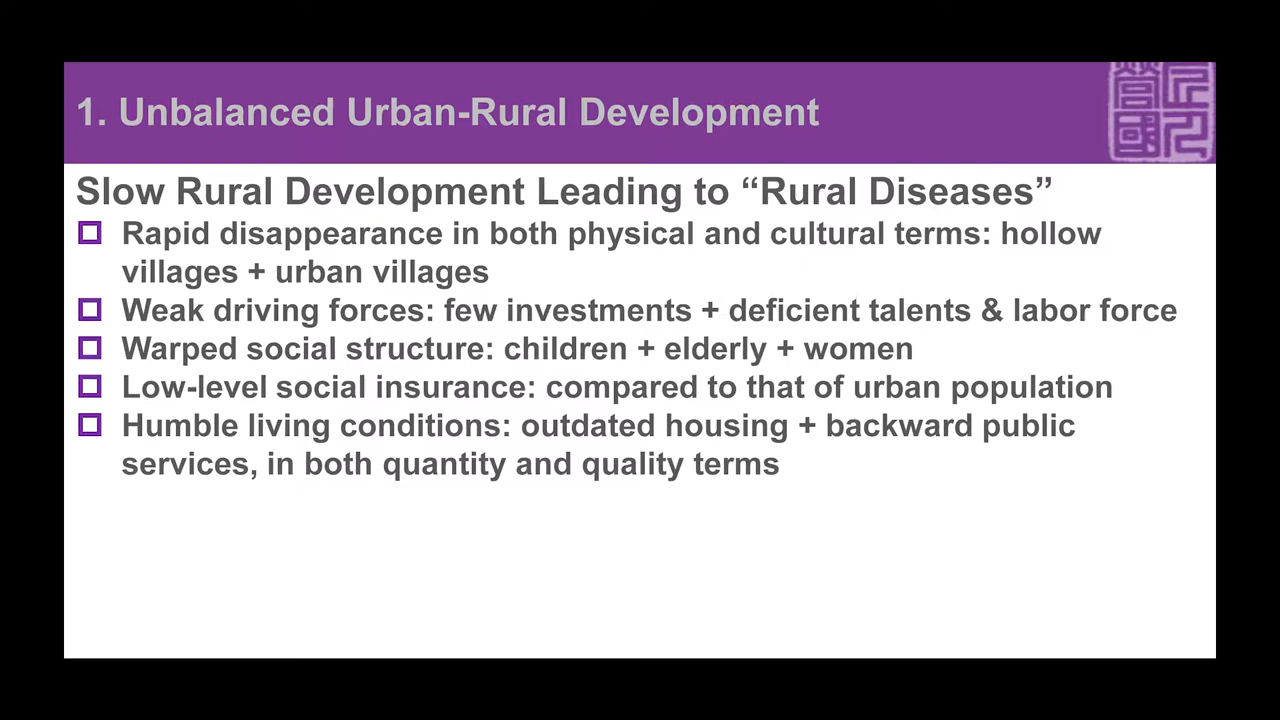 1. Unbalanced Urban-Rural Development
Slow Rural Development Leading to “Rural Diseases”
Rapid disappearance in both physical and cultural terms: hollow
villages + urban villages
Weak driving forces: few investments + deficient talents & labor force
Warped social structure: children + elderly + women
Low-level social insurance: compared to that of urban population
Humble living conditions: outdated housing + backward public
services, in both quantity and quality terms